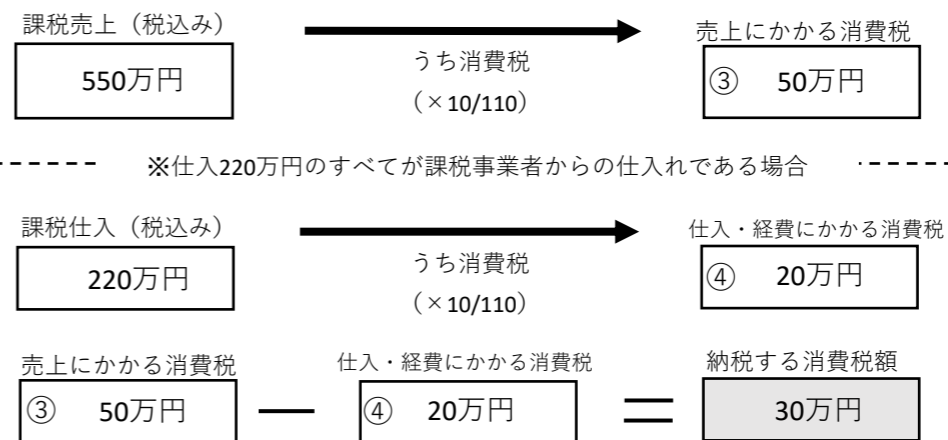 課税売上（税込み）
550万円
うち消費税
（×10/110）
売上にかかる消費税
③ 50万円
※仕入220万円のすべてが課税事業者からの仕入れである場合
課税仕入（税込み）
220万円
うち消費税
（×10/110）
仕入・経費にかかる消費税
④ 20万円
売上にかかる消費税
③ 50万円
仕入・経費にかかる消費税
④ 20万円
納税する消費税額
30万円